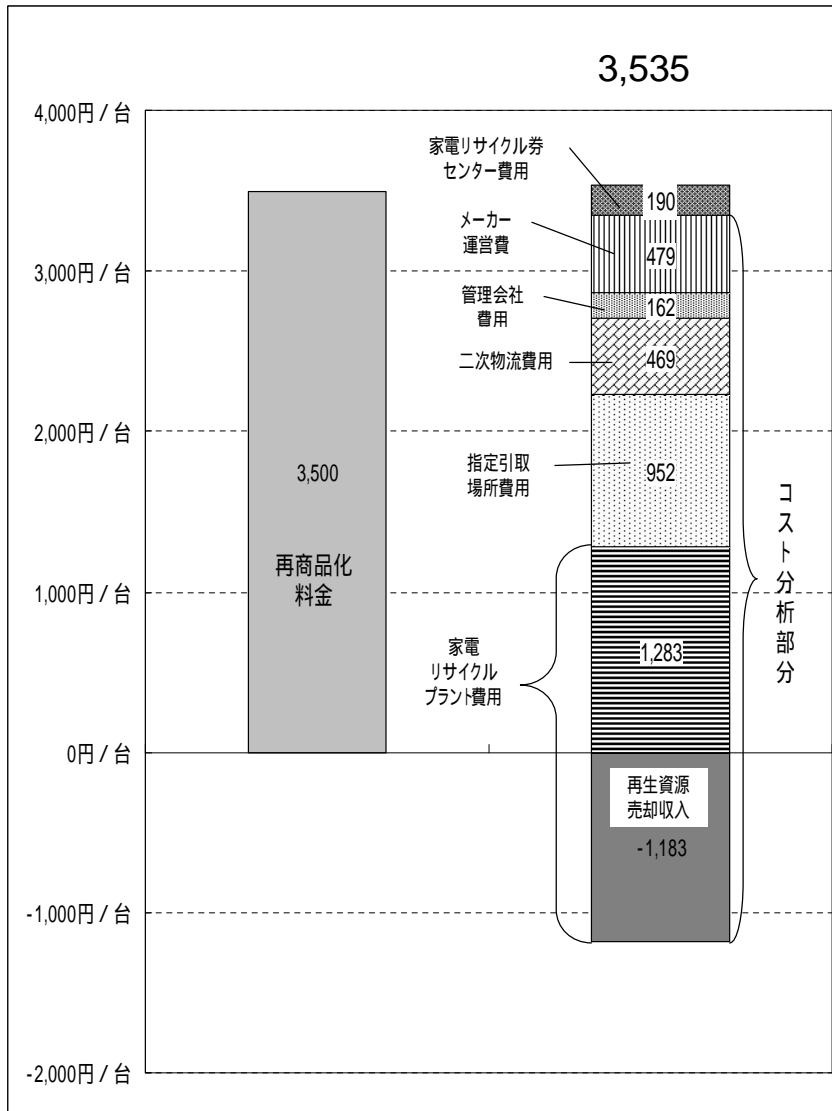 3,535
4,000円／台
3,000円／台
2,000円／台
1,000円／台
0円／台
-1,000円／台
-2,000円／台
3,500
再商品化
料金
家電リサイクル券
センター費用
メーカー
運営費
管理会社
費用
二次物流費用
指定引取
場所費用
家電
リサイクル
プラント費用
190
479
162
469
952
1,283
再生資源
売却収入
-1,183
コスト分析部分